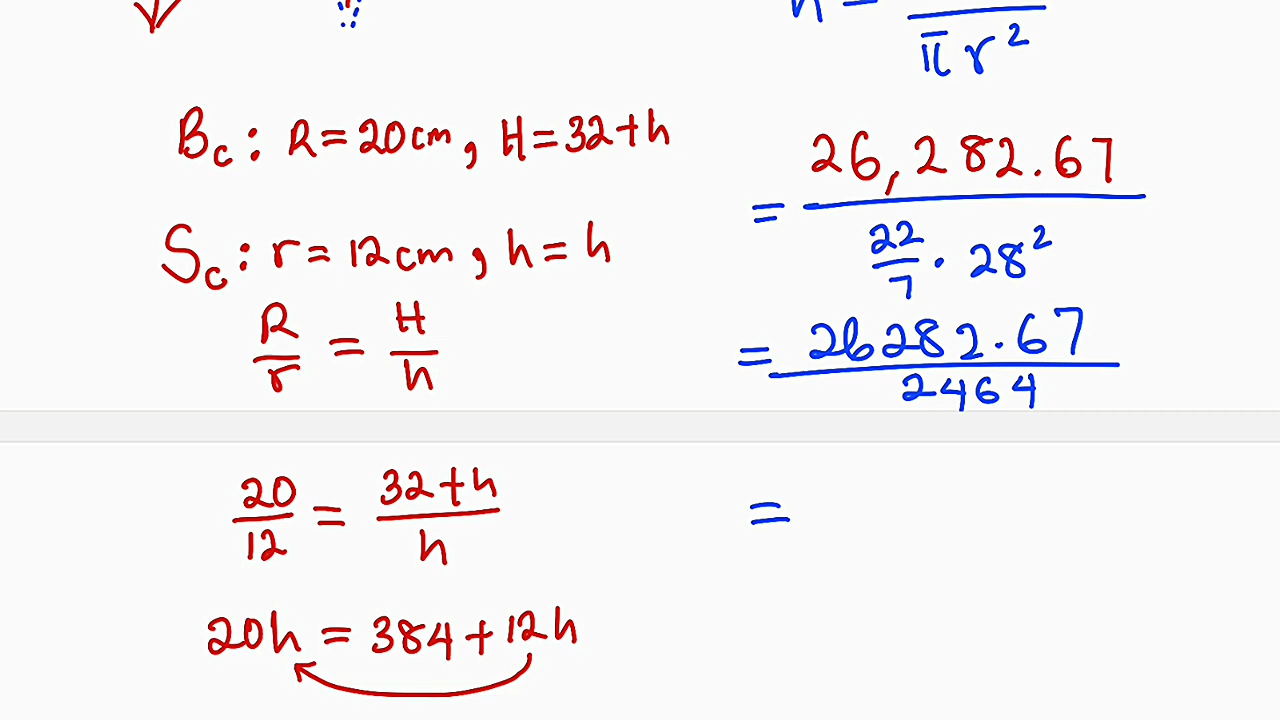 Bc : R = 20cm, H = 32 + h
Sc : r = 12cm, h = h
R/r = H/h
20/12 = 32 + h/h
20h = 384 + 12h
πr²
= 26,282.67/22/7 · 28²
= 26282.67/2464
=